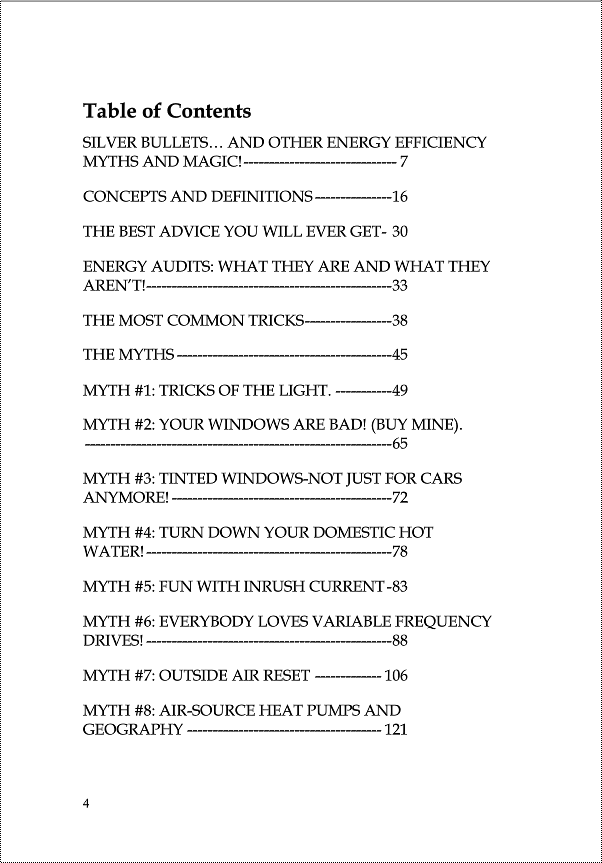 Table of Contents
SILVER BULLETS… AND OTHER ENERGY EFFICIENCY
MYTHS AND MAGIC!------------------------------ 7
CONCEPTS AND DEFINITIONS ---------------16
THE BEST ADVICE YOU WILL EVER GET- 30
ENERGY AUDITS: WHAT THEY ARE AND WHAT THEY
AREN'T!------------------------------------------------33
THE MOST COMMON TRICKS-----------------38
THE MYTHS ------------------------------------------45
MYTH #1: TRICKS OF THE LIGHT. -----------49
MYTH #2: YOUR WINDOWS ARE BAD! (BUY MINE).
------------------------------------------------------------65
MYTH #3: TINTED WINDOWS-NOT JUST FOR CARS
ANYMORE! -------------------------------------------72
MYTH #4: TURN DOWN YOUR DOMESTIC HOT
WATER! ------------------------------------------------78
MYTH #5: FUN WITH INRUSH CURRENT -83
MYTH #6: EVERYBODY LOVES VARIABLE FREQUENCY
DRIVES! ------------------------------------------------88
MYTH #7: OUTSIDE AIR RESET ------------- 106
MYTH #8: AIR-SOURCE HEAT PUMPS AND
GEOGRAPHY -------------------------------------- 121
4